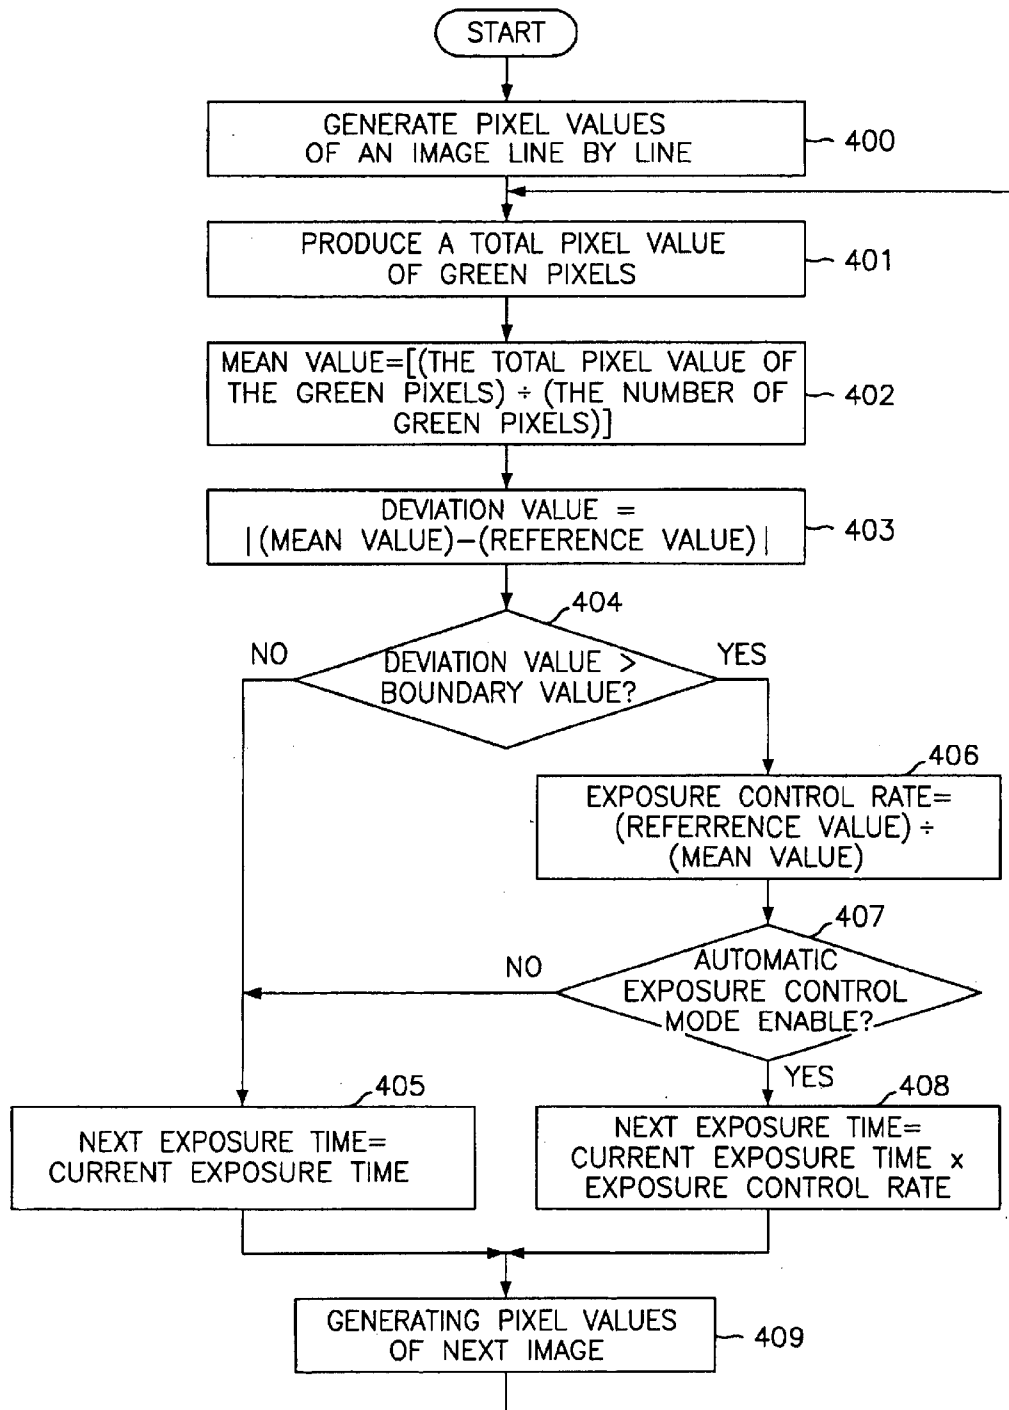 START
GENERATE PIXEL VALUES
OF AN IMAGE LINE BY LINE
400
PRODUCE A TOTAL PIXEL VALUE
OF GREEN PIXELS
401
MEAN VALUE=[(THE TOTAL PIXEL VALUE OF
THE GREEN PIXELS) ÷ (THE NUMBER OF
GREEN PIXELS)]
402
DEVIATION VALUE =
|(MEAN VALUE)−(REFERENCE VALUE)|
403
404
NO
YES
DEVIATION VALUE >
BOUNDARY VALUE?
406
EXPOSURE CONTROL RATE=
(REFERRENCE VALUE) ÷
(MEAN VALUE)
407
NO
AUTOMATIC
EXPOSURE CONTROL
MODE ENABLE?
YES
405
NEXT EXPOSURE TIME=
CURRENT EXPOSURE TIME
408
NEXT EXPOSURE TIME=
CURRENT EXPOSURE TIME x
EXPOSURE CONTROL RATE
GENERATING PIXEL VALUES
OF NEXT IMAGE
409